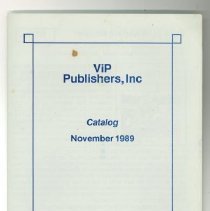 ViP
Publishers, Inc
Catalog
November 1989